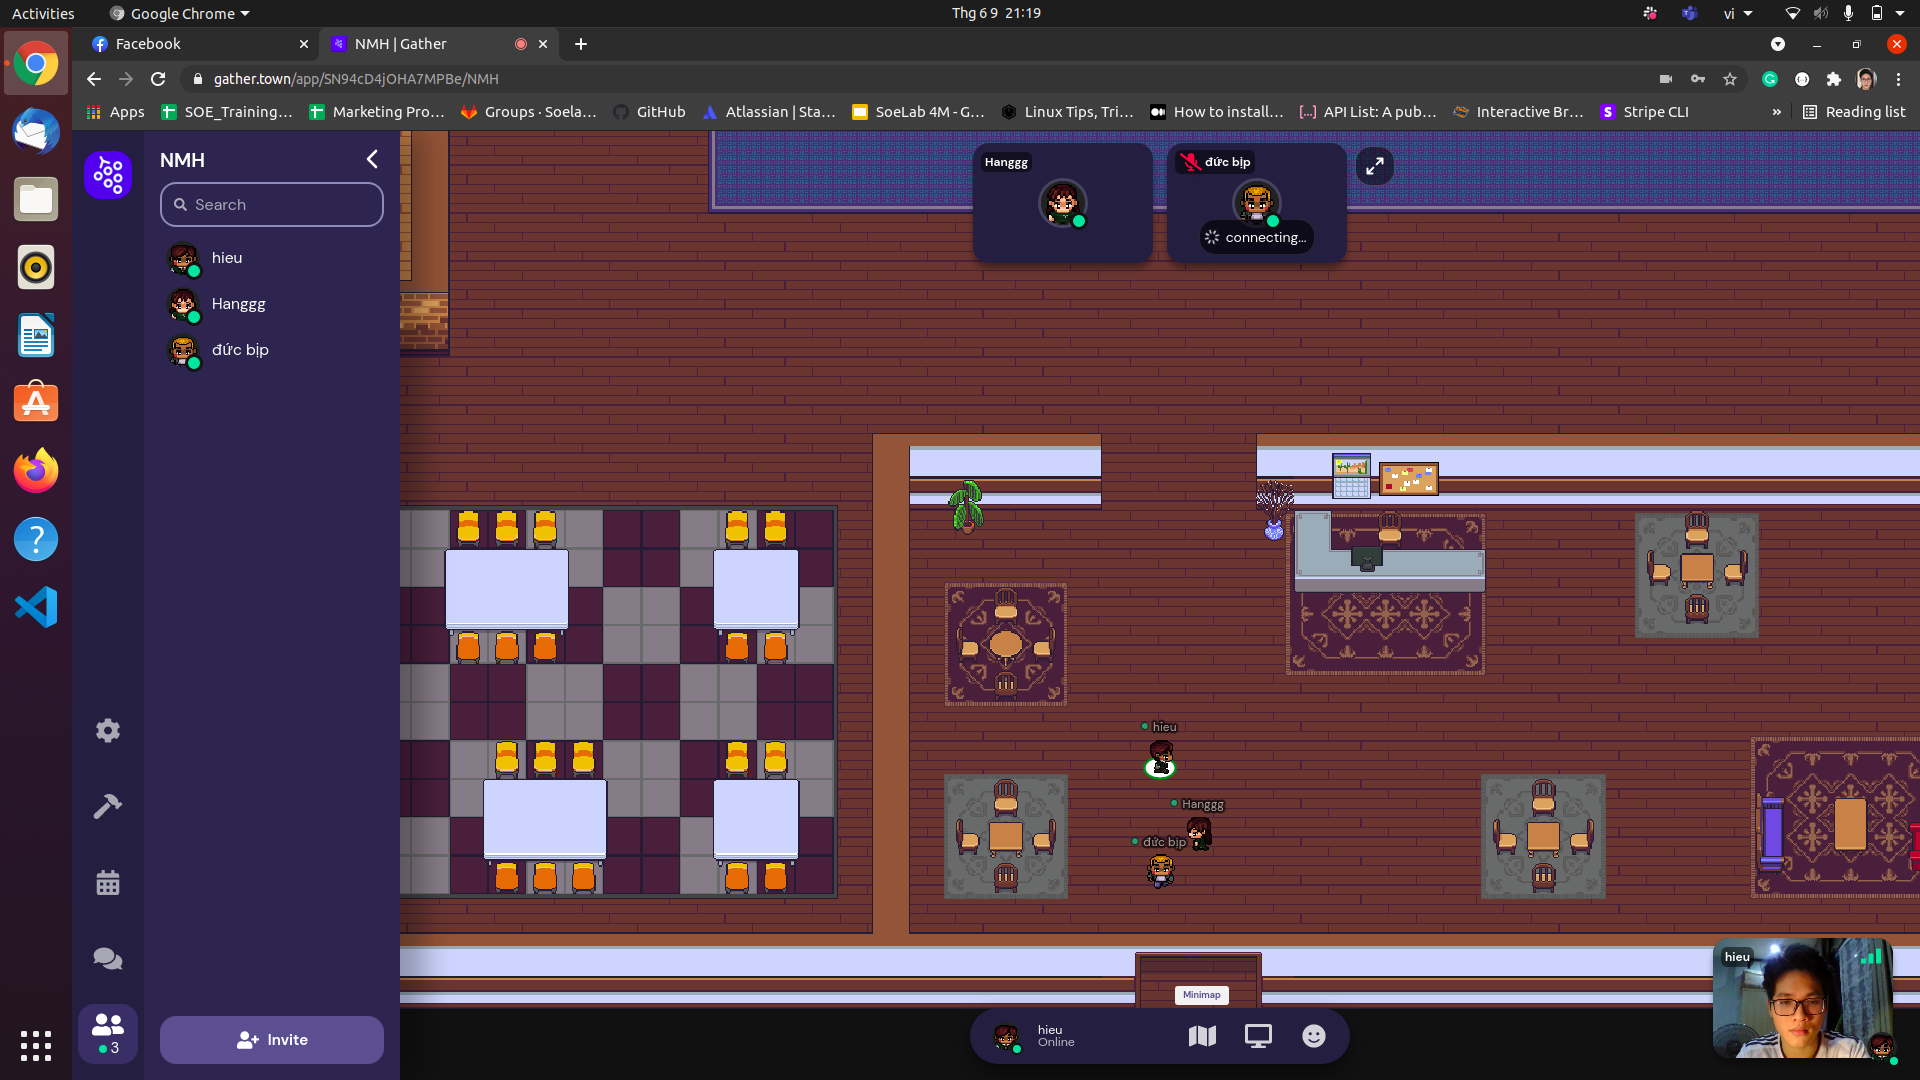 Activities
Google Chrome
Thg 6 9 21:19
vi
Facebook
NMH | Gather
gather.town/app/SN94cD4jOHA7MPBe/NMH
Apps
SOE_Training…
Marketing Pro…
Groups · Soela…
GitHub
Atlassian | Sta…
SoeLab 4M - G…
Linux Tips, Tri…
How to install…
API List: A pub…
Interactive Br…
Stripe CLI
»
Reading list
NMH
Search
hieu
Hanggg
đức bịp
3
Invite
Hanggg
đức bịp
connecting...
hieu
Hanggg
đức bịp
Minimap
hieu
Online
hieu